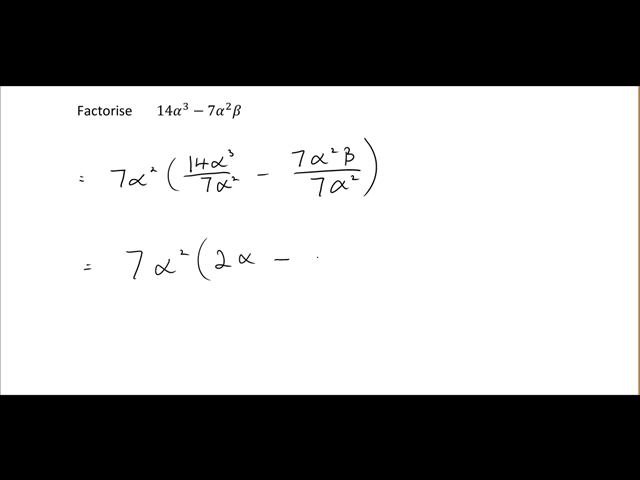 Factorise 14α³ − 7α²β
= 7α² ( 14α³/7α² − 7α²β/7α² )
= 7α² ( 2α −